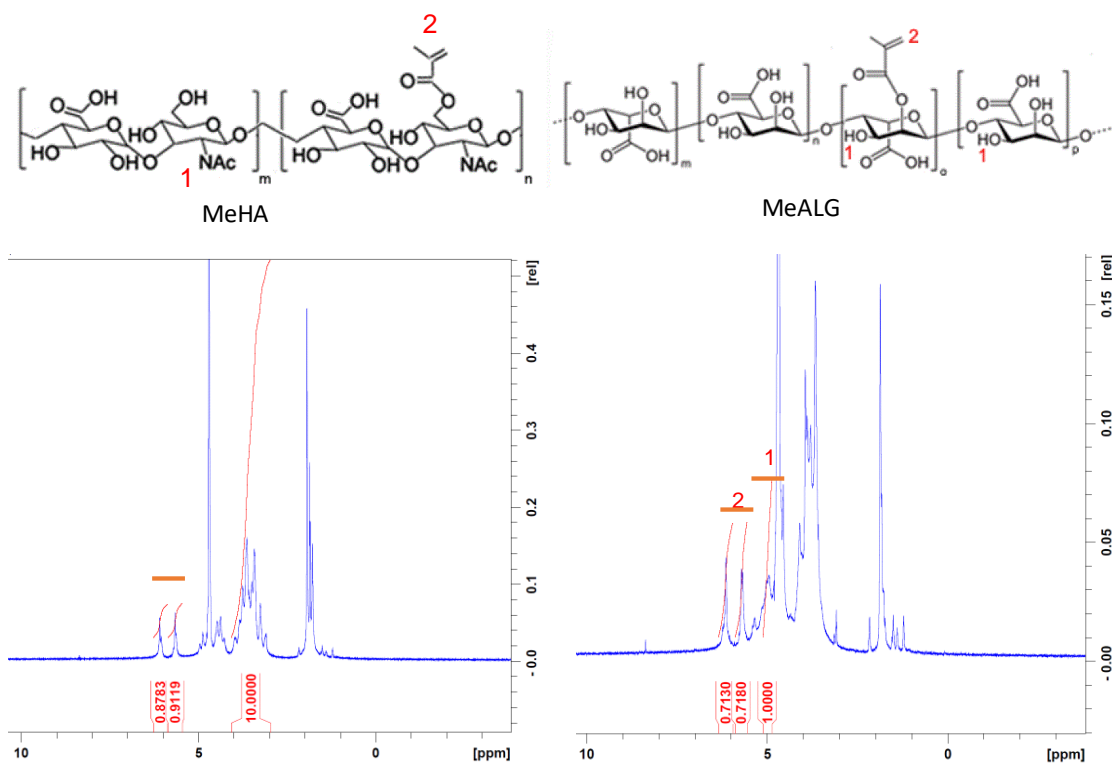 2
O
O
OH
O
OH
HO
O
O
HO
OH
O
NAc
1
m
O
OH
O
HO
O
O
HO
OH
O
NAc
n
MeHA
2
O
O
HO
OH
O
HO
O
OH
m
O
OH
OH
O
HO
n
O
HO
1
O
OH
O
OH
OH
O
HO
1
p
O
MeALG
[rel]
0.4
0.3
0.2
0.1
- 0.0
0.8783
0.9119
10.0000
10
5
0
[ppm]
[rel]
0.15
0.10
0.05
- 0.00
1
2
0.7130
0.7180
1.0000
10
5
0
[ppm]